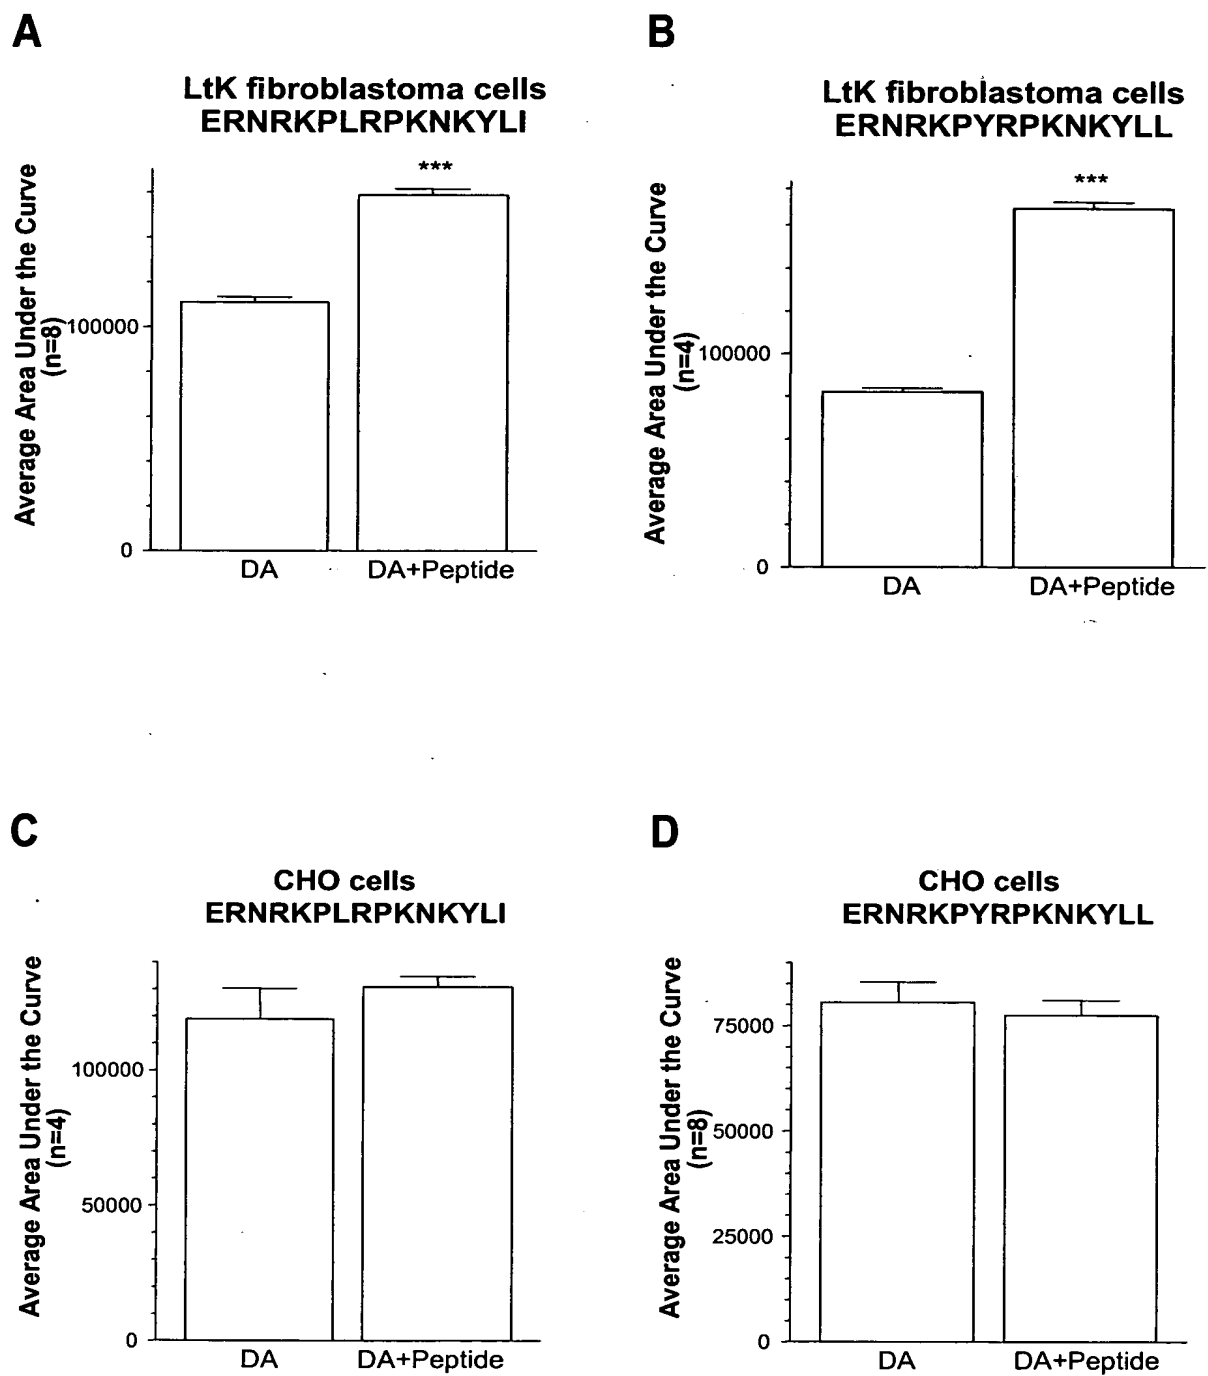 A
LtK fibroblastoma cells
ERNRKPLRPKNKYLI
Average Area Under the Curve
(n=8)
***
100000
0
DA
DA+Peptide
B
LtK fibroblastoma cells
ERNRKPYRPKNKYLL
Average Area Under the Curve
(n=4)
***
100000
0
DA
DA+Peptide
C
CHO cells
ERNRKPLRPKNKYLI
Average Area Under the Curve
(n=4)
100000
50000
0
DA
DA+Peptide
D
CHO cells
ERNRKPYRPKNKYLL
Average Area Under the Curve
(n=8)
75000
50000
25000
0
DA
DA+Peptide